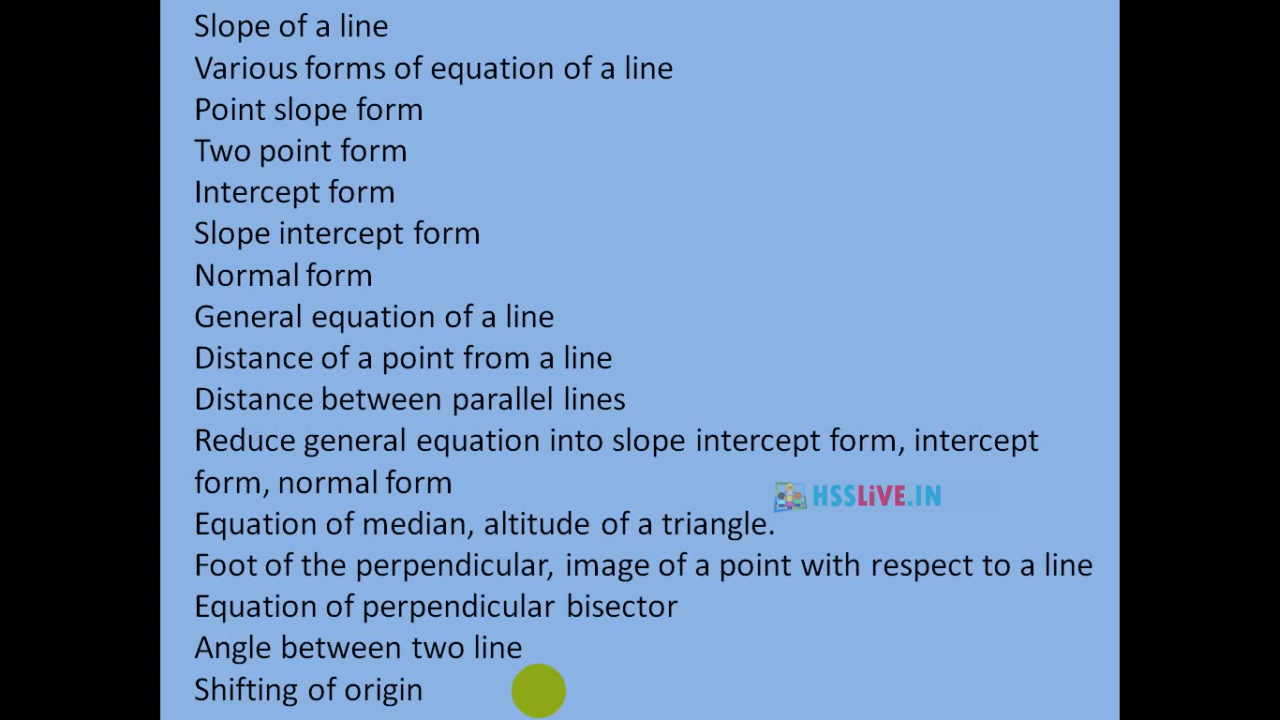 Slope of a line
Various forms of equation of a line
Point slope form
Two point form
Intercept form
Slope intercept form
Normal form
General equation of a line
Distance of a point from a line
Distance between parallel lines
Reduce general equation into slope intercept form, intercept
form, normal form
HSSLiVE.IN
Equation of median, altitude of a triangle.
Foot of the perpendicular, image of a point with respect to a line
Equation of perpendicular bisector
Angle between two line
Shifting of origin